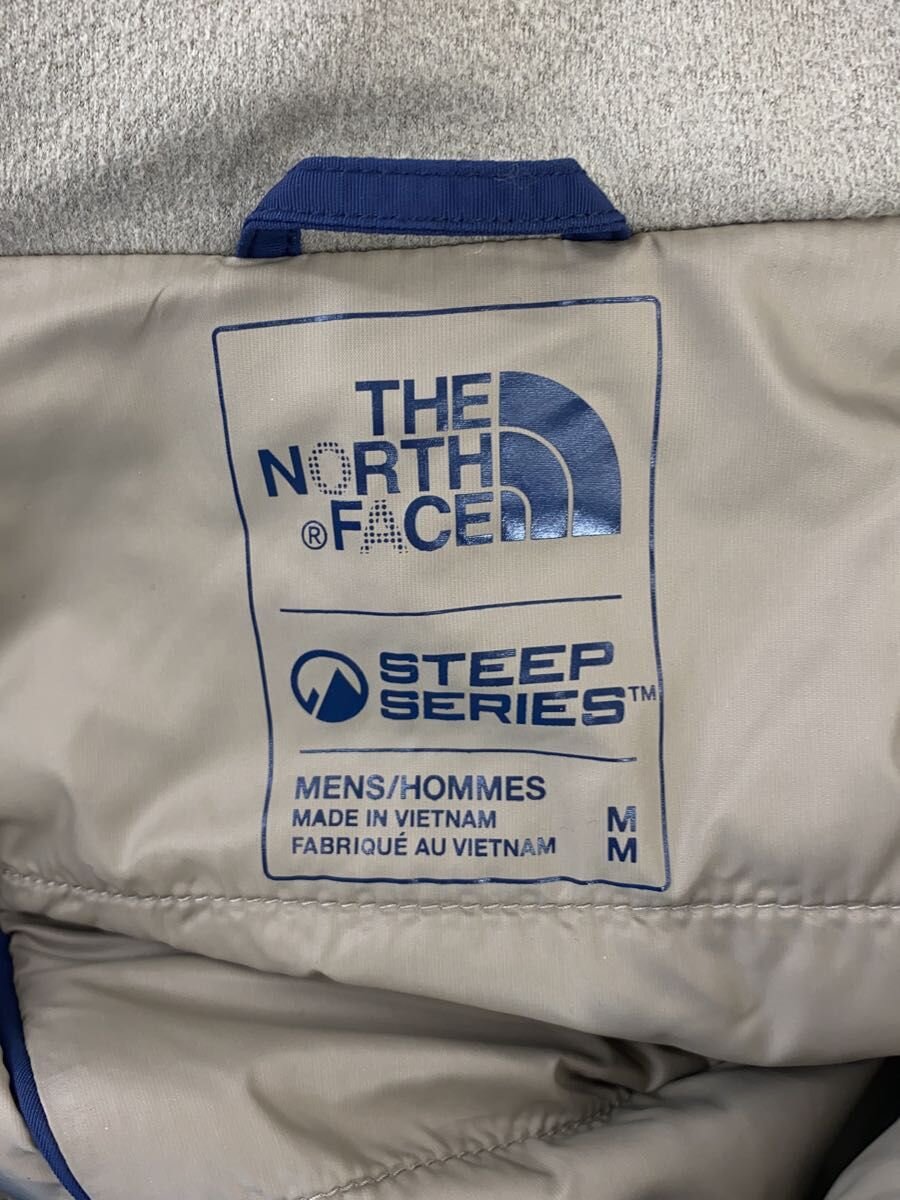 THE
NORTH
®FACE
STEEP
SERIES™
MENS/HOMMES
MADE IN VIETNAM M
FABRIQUÉ AU VIETNAM M